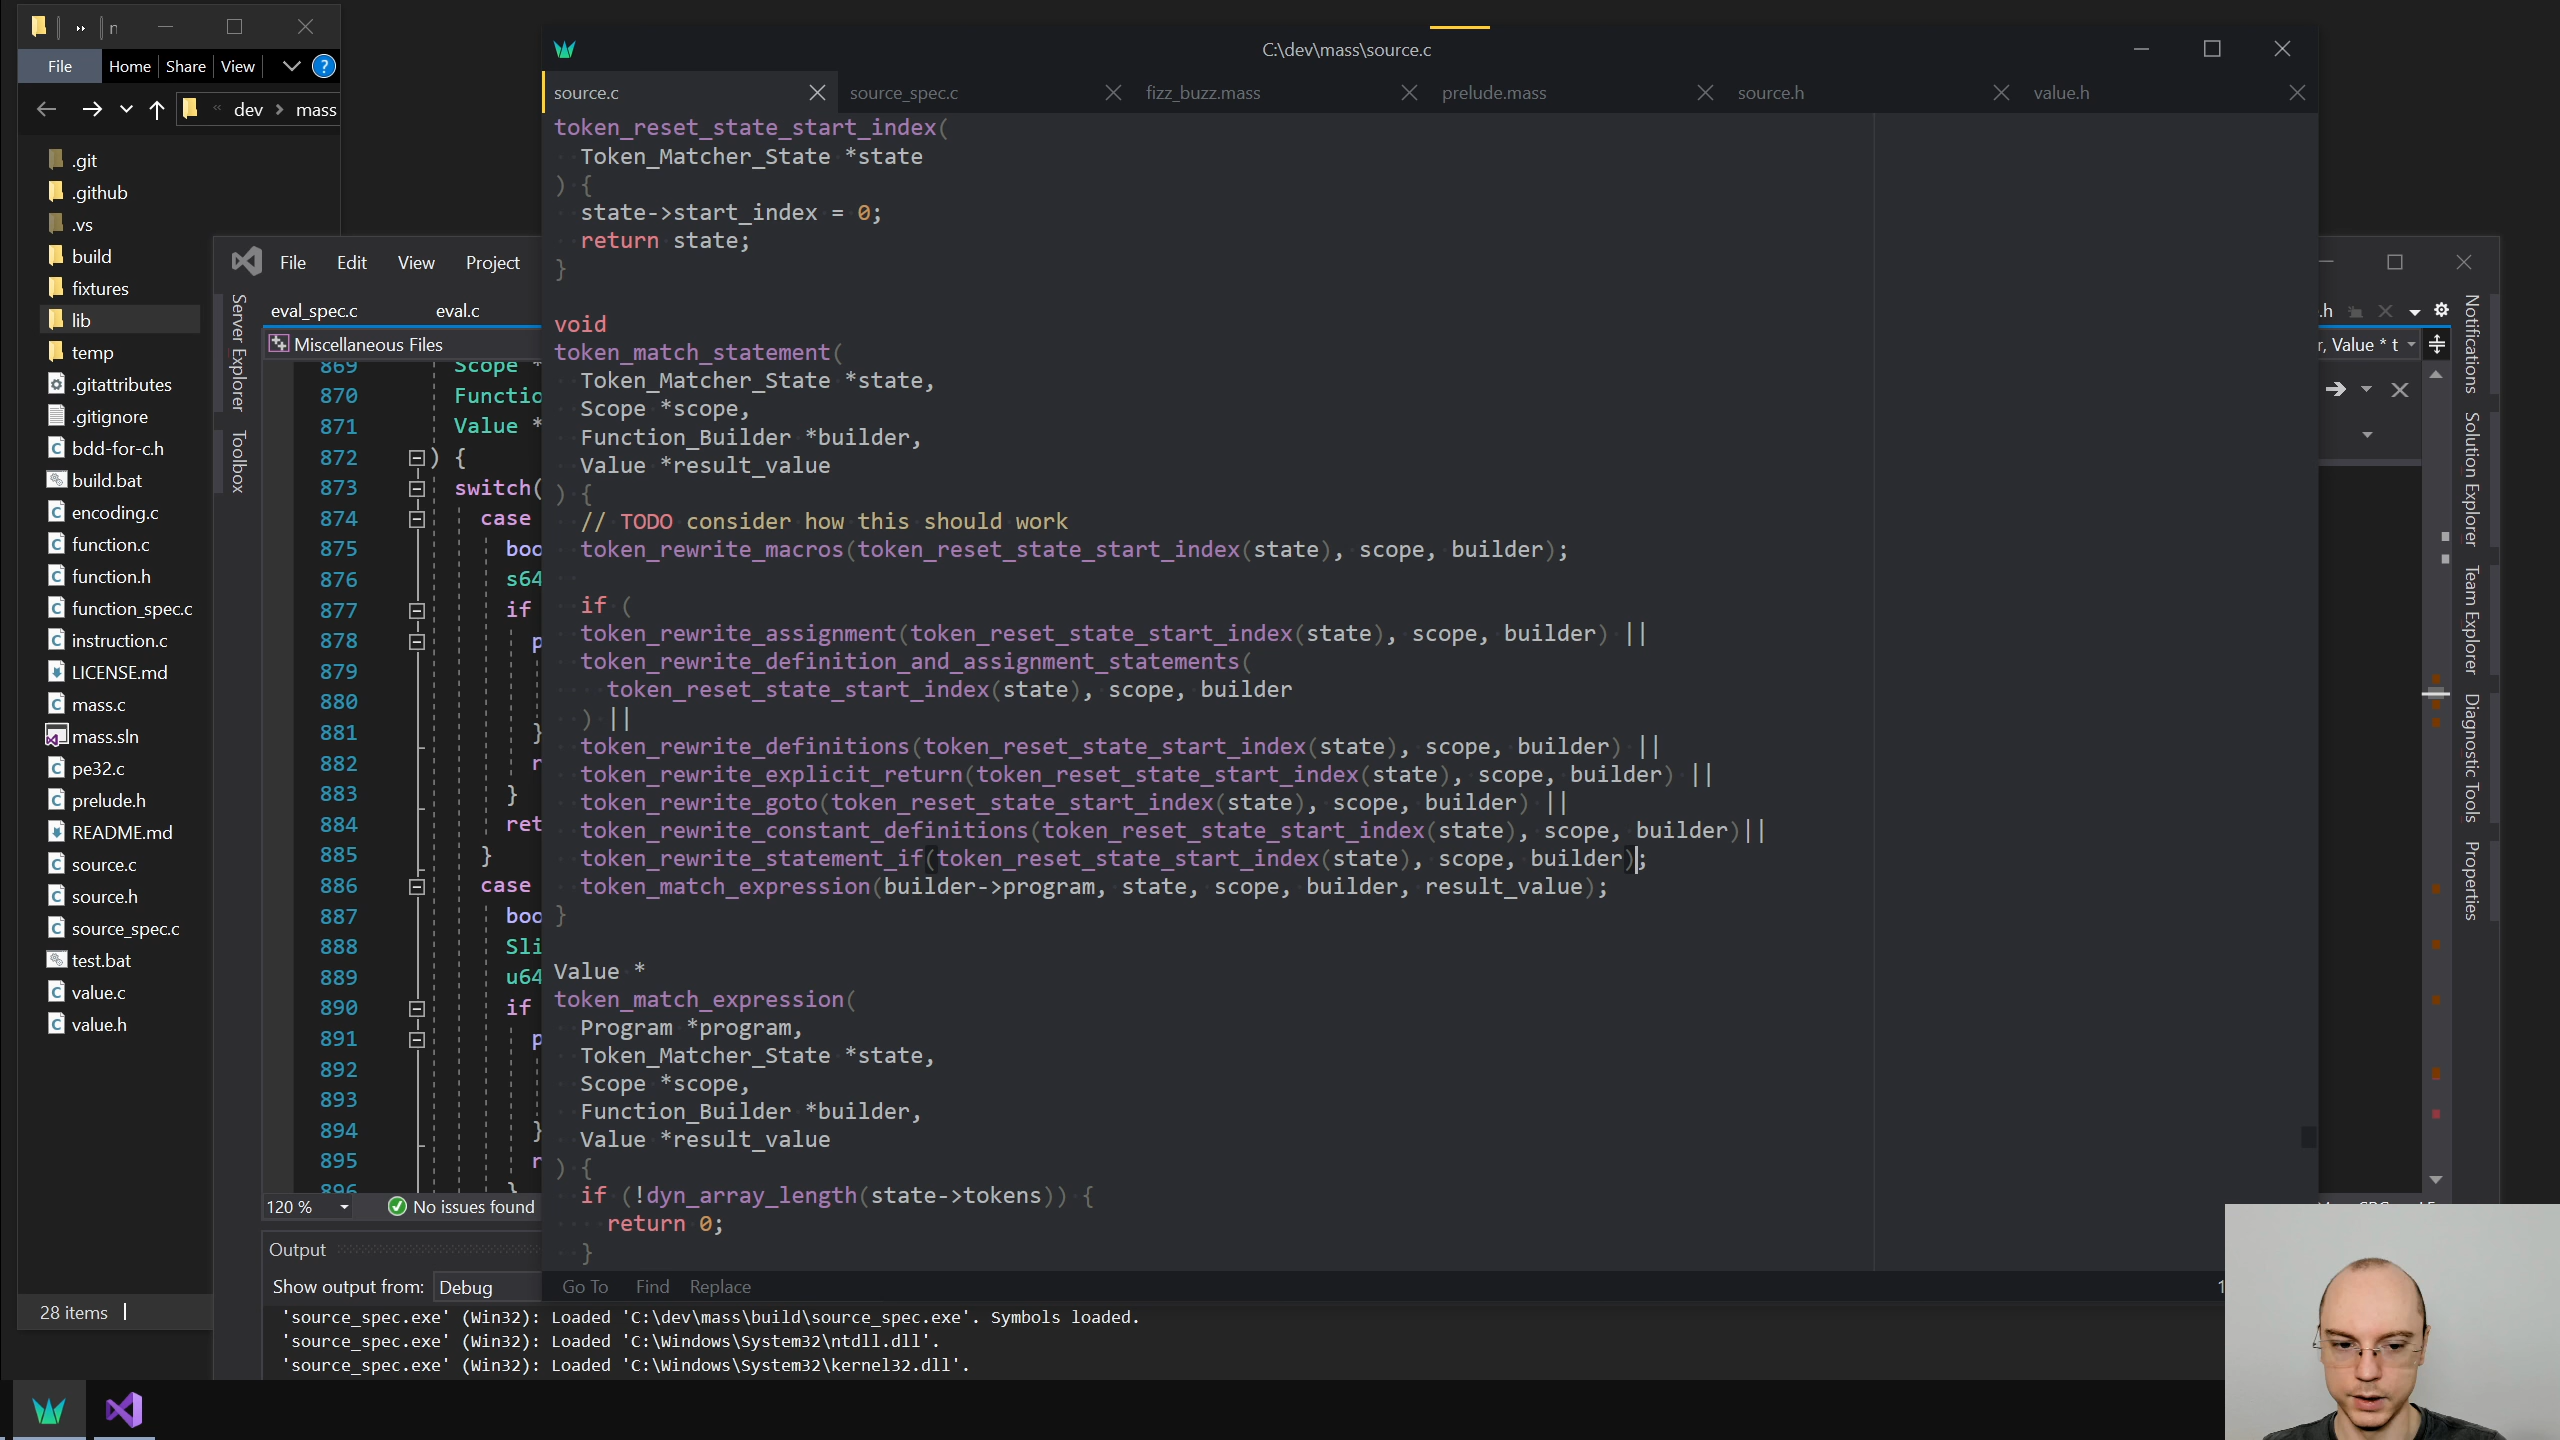 File
Home
Share
View
?
dev > mass
.git
.github
.vs
build
fixtures
lib
temp
.gitattributes
.gitignore
bdd-for-c.h
build.bat
encoding.c
function.c
function.h
function_spec.c
instruction.c
LICENSE.md
mass.c
mass.sln
pe32.c
prelude.h
README.md
source.c
source.h
source_spec.c
test.bat
value.c
value.h
28 items
File
Edit
View
Project
Server Explorer
Toolbox
eval_spec.c
eval.c
Miscellaneous Files
869 Scope *
870 Functio
871 Value *
872 ) {
873 switch(
874 case
875 boo
876 s64
877 if
878 p
879
880
881 }
882 r
883 }
884 ret
885 }
886 case
887 boo
888 Sli
889 u64
890 if
891 p
892
893
894 }
895 r
896 }
120 %
No issues found
Output
Show output from: Debug
'source_spec.exe' (Win32): Loaded 'C:\dev\mass\build\source_spec.exe'. Symbols loaded.
'source_spec.exe' (Win32): Loaded 'C:\Windows\System32\ntdll.dll'.
'source_spec.exe' (Win32): Loaded 'C:\Windows\System32\kernel32.dll'.
C:\dev\mass\source.c
source.c
source_spec.c
fizz_buzz.mass
prelude.mass
source.h
value.h
token_reset_state_start_index(
Token_Matcher_State *state
) {
state->start_index = 0;
return state;
}
void
token_match_statement(
Token_Matcher_State *state,
Scope *scope,
Function_Builder *builder,
Value *result_value
) {
// TODO consider how this should work
token_rewrite_macros(token_reset_state_start_index(state), scope, builder);
if (
token_rewrite_assignment(token_reset_state_start_index(state), scope, builder) ||
token_rewrite_definition_and_assignment_statements(
token_reset_state_start_index(state), scope, builder
) ||
token_rewrite_definitions(token_reset_state_start_index(state), scope, builder) ||
token_rewrite_explicit_return(token_reset_state_start_index(state), scope, builder) ||
token_rewrite_goto(token_reset_state_start_index(state), scope, builder) ||
token_rewrite_constant_definitions(token_reset_state_start_index(state), scope, builder)||
token_rewrite_statement_if(token_reset_state_start_index(state), scope, builder);
token_match_expression(builder->program, state, scope, builder, result_value);
}
Value *
token_match_expression(
Program *program,
Token_Matcher_State *state,
Scope *scope,
Function_Builder *builder,
Value *result_value
) {
if (!dyn_array_length(state->tokens)) {
return 0;
}
Go To
Find
Replace
.h
r, Value * t
Notifications
Solution Explorer
Team Explorer
Diagnostic Tools
Properties